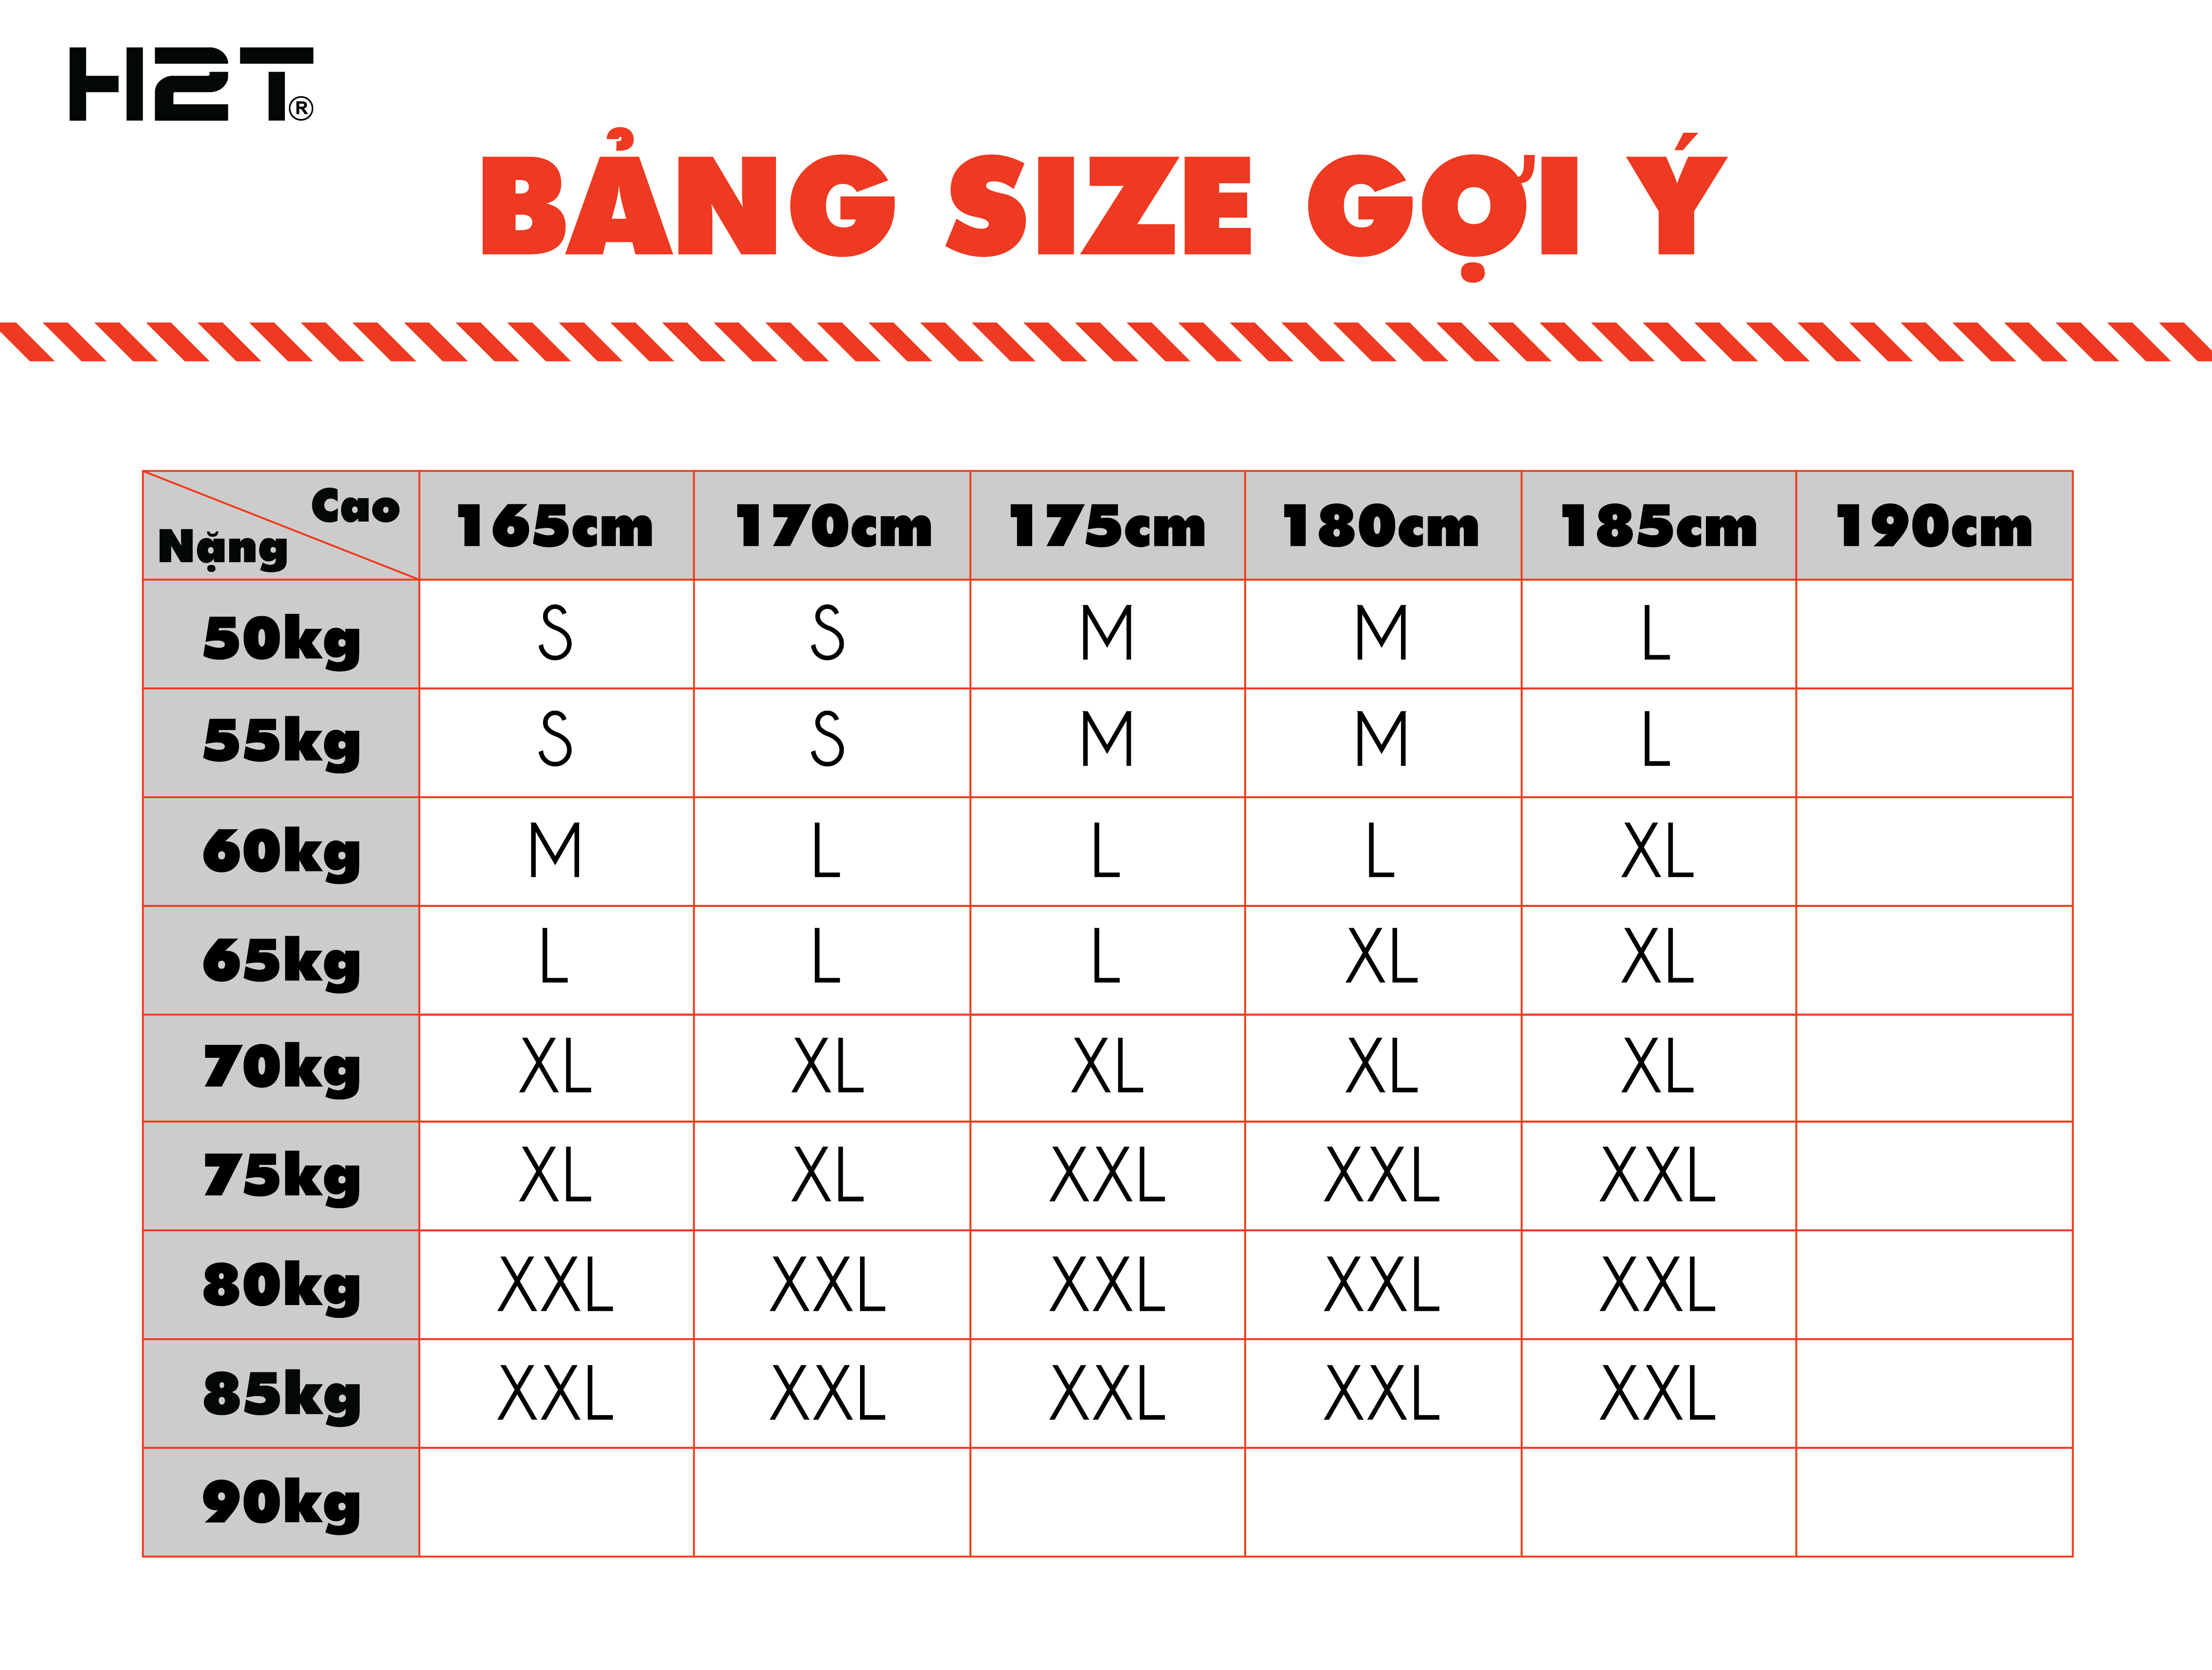 H2T®
BẢNG SIZE GỢI Ý
Cao
Nặng
165cm 170cm 175cm 180cm 185cm 190cm
50kg S S M M L
55kg S S M M L
60kg M L L L XL
65kg L L L XL XL
70kg XL XL XL XL XL
75kg XL XL XXL XXL XXL
80kg XXL XXL XXL XXL XXL
85kg XXL XXL XXL XXL XXL
90kg